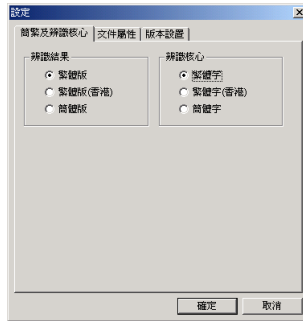 設定
簡繁及辨識核心 文件屬性 版本設置
辨識結果 辨識核心
繁體版 繁體字
繁體版(香港) 繁體字(香港)
簡體版 簡體字
確定 取消